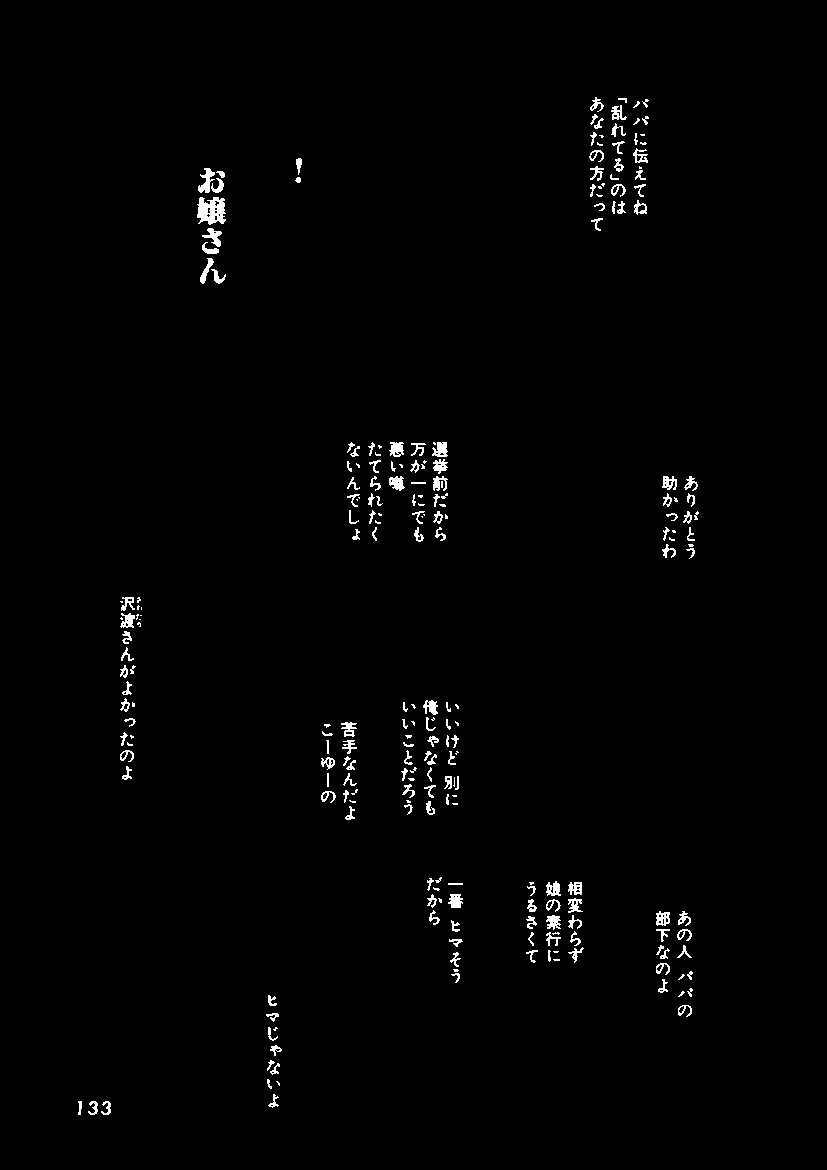 パパに伝えてね
「乱れてる」のは
あなたの方だって
！
お嬢さん
ありがとう
助かったわ
選挙前だから
万が一にでも
悪い噂
たてられたく
ないんでしょ
いいけど 別に
俺じゃなくても
いいことだろう
苦手なんだよ
こーゆーの
沢渡さんがよかったのよ
あの人 パパの
部下なのよ
相変わらず
娘の素行に
うるさくて
一番 ヒマそう
だから
ヒマじゃないよ
133